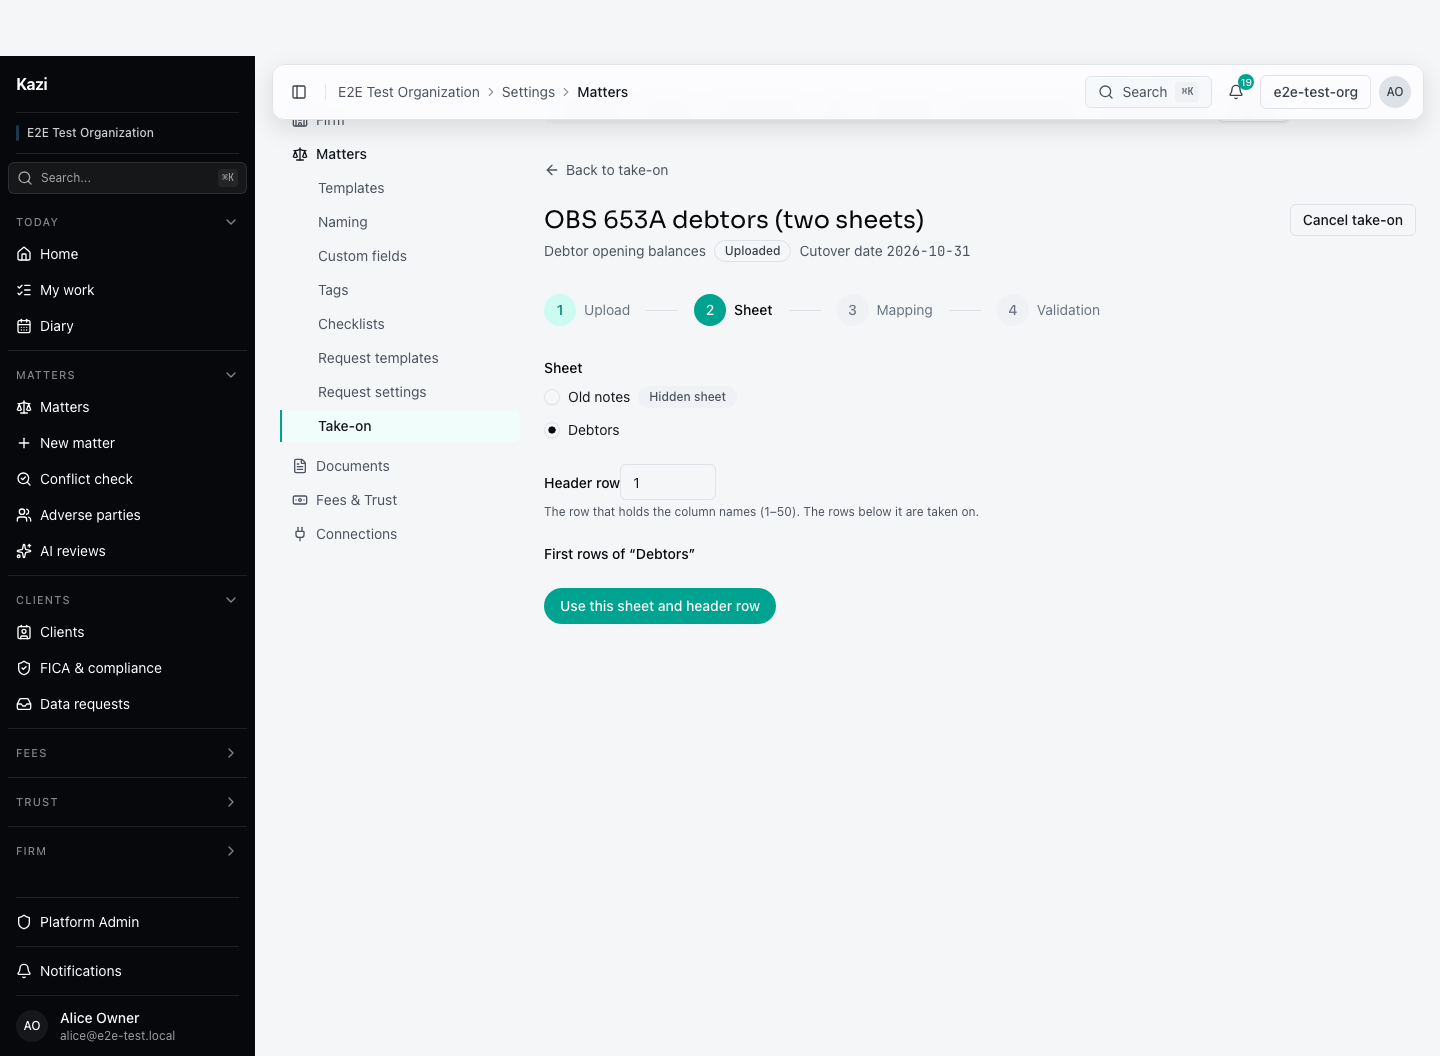 Kazi
E2E Test Organization
Search... ⌘K
TODAY
Home
My work
Diary
MATTERS
Matters
New matter
Conflict check
Adverse parties
AI reviews
CLIENTS
Clients
FICA & compliance
Data requests
FEES
TRUST
FIRM
Platform Admin
Notifications
AO
Alice Owner
alice@e2e-test.local
E2E Test Organization > Settings > Matters
Search ⌘K
19
e2e-test-org
AO
Firm
Matters
Templates
Naming
Custom fields
Tags
Checklists
Request templates
Request settings
Take-on
Documents
Fees & Trust
Connections
Back to take-on
OBS 653A debtors (two sheets)
Cancel take-on
Debtor opening balances Uploaded Cutover date 2026-10-31
1 Upload 2 Sheet 3 Mapping 4 Validation
Sheet
Old notes Hidden sheet
Debtors
Header row 1
The row that holds the column names (1–50). The rows below it are taken on.
First rows of “Debtors”
Use this sheet and header row